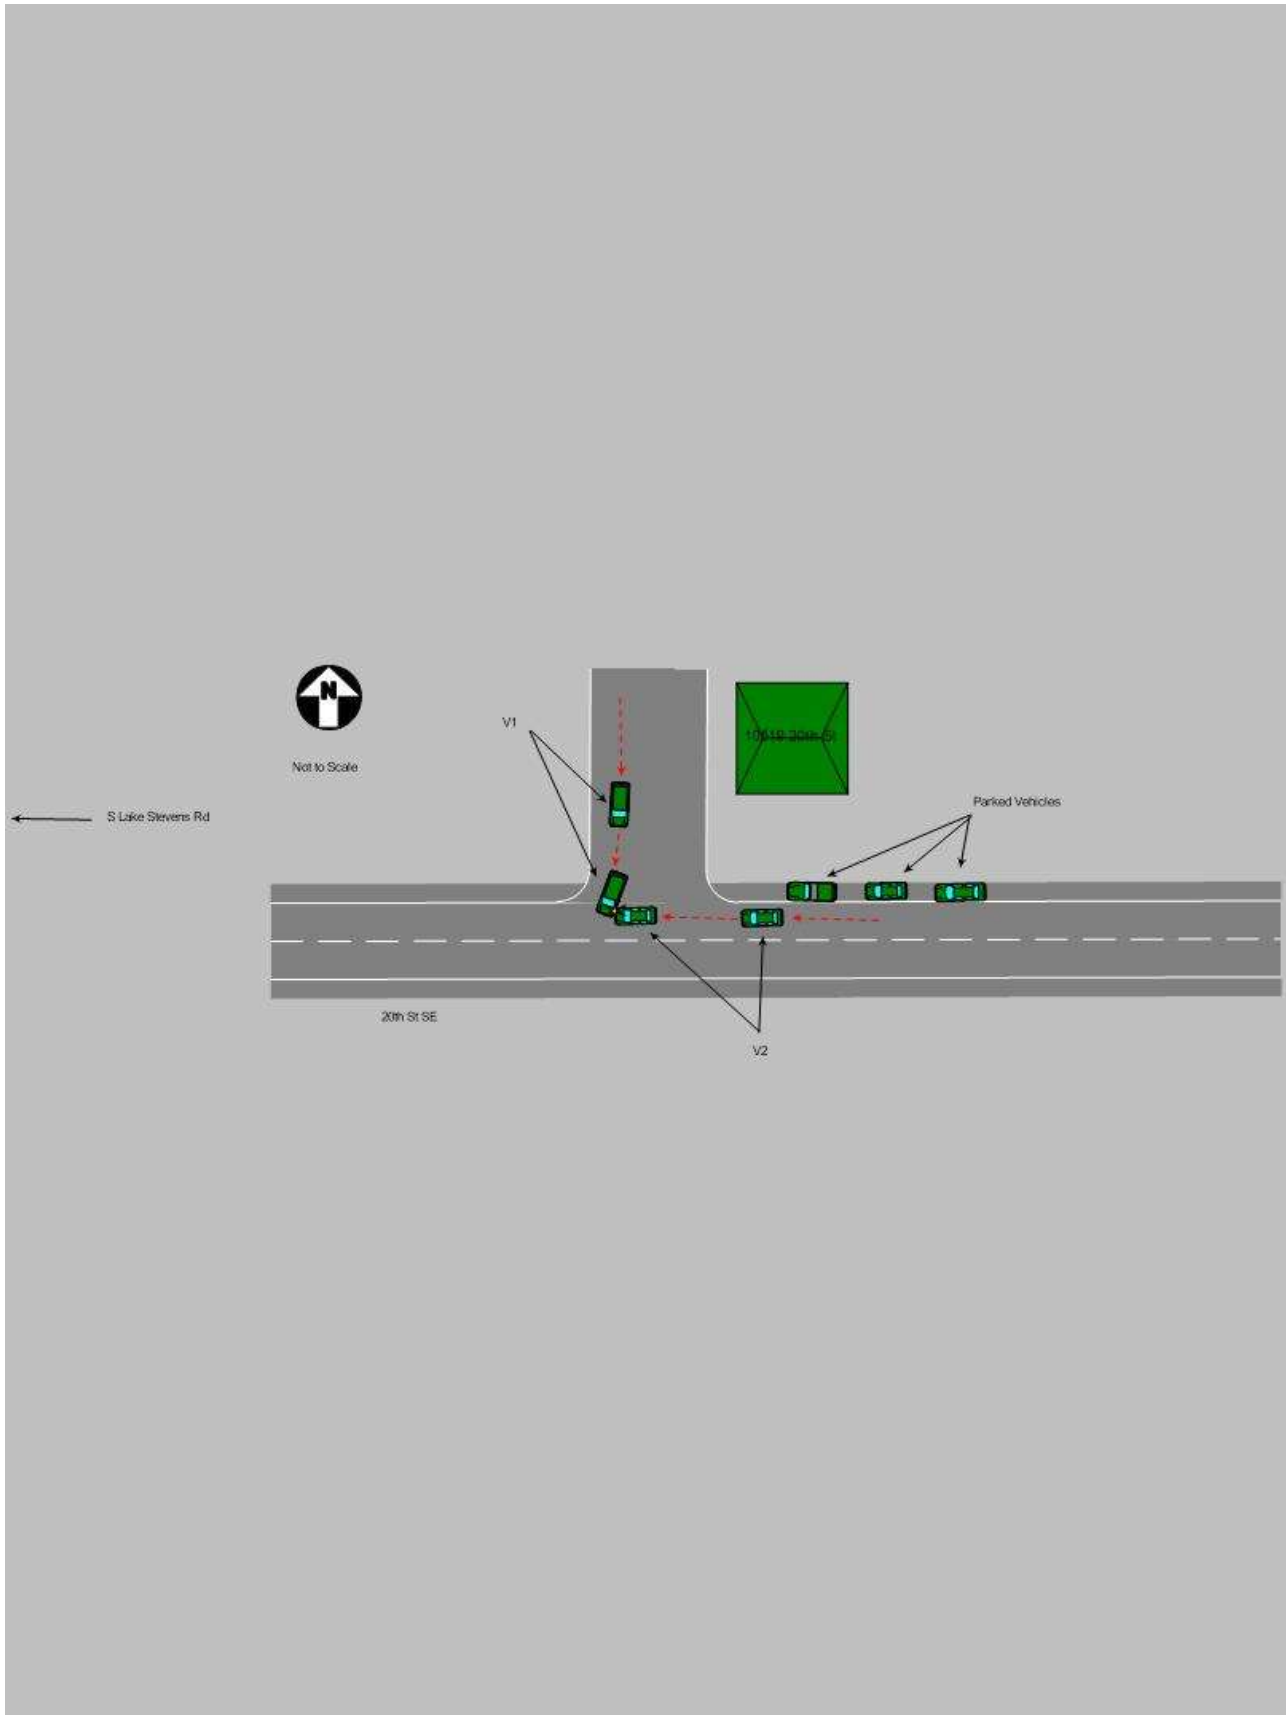 N
V1
Not to Scale
Parked Vehicles
S Lake Stevens Rd
20th St SE
V2